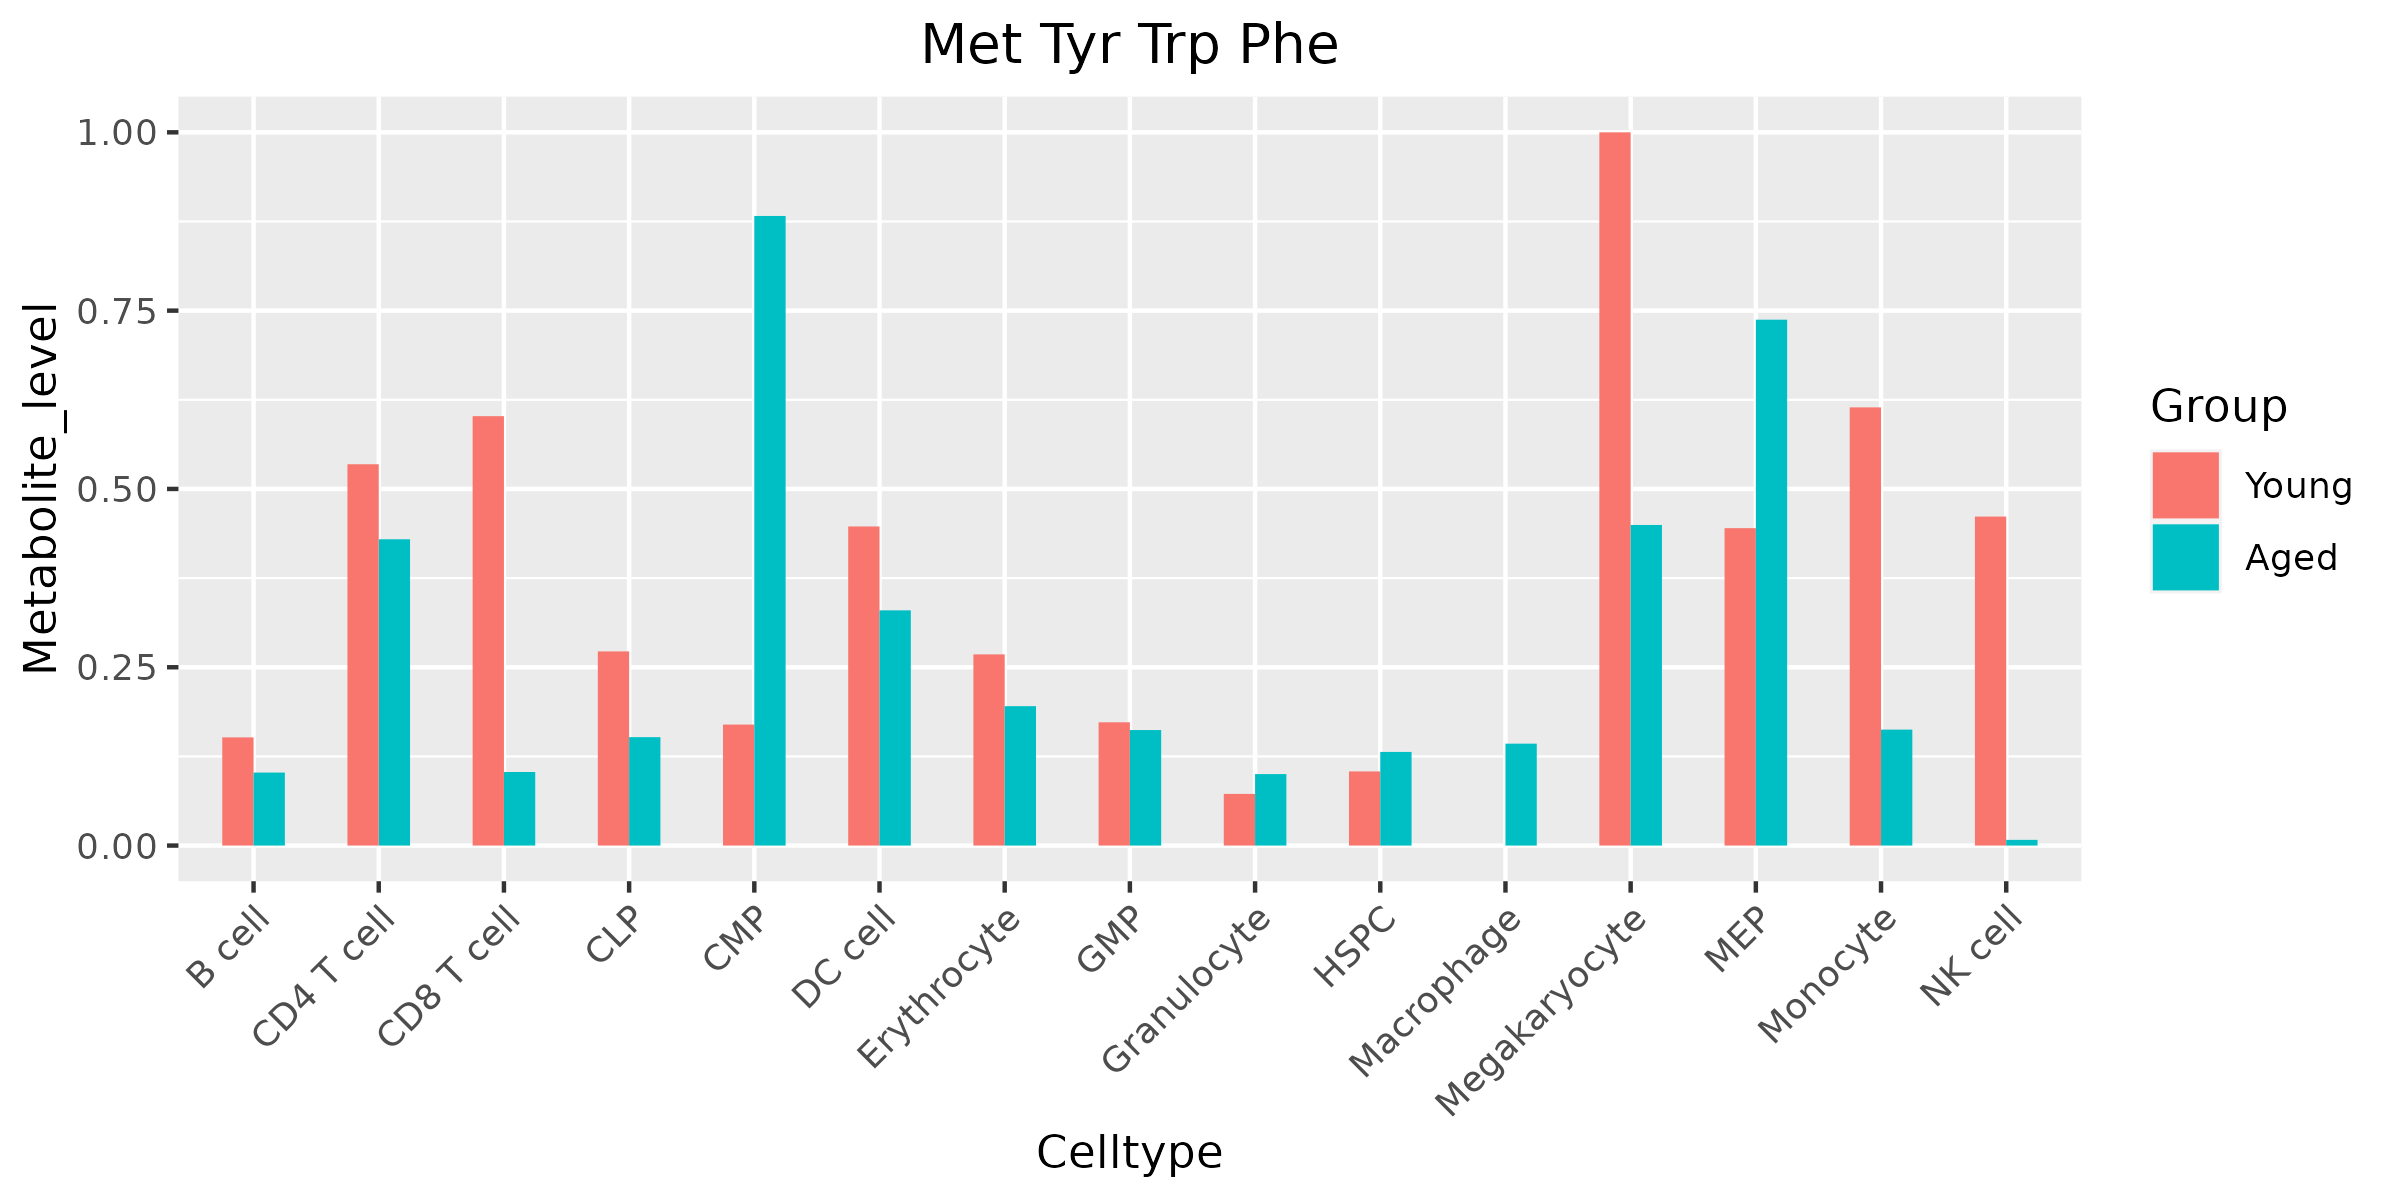 Met Tyr Trp Phe
Metabolite_level
1.00
0.75
0.50
0.25
0.00
B cell
CD4 T cell
CD8 T cell
CLP
CMP
DC cell
Erythrocyte
GMP
Granulocyte
HSPC
Macrophage
Megakaryocyte
MEP
Monocyte
NK cell
Celltype
Group
Young
Aged